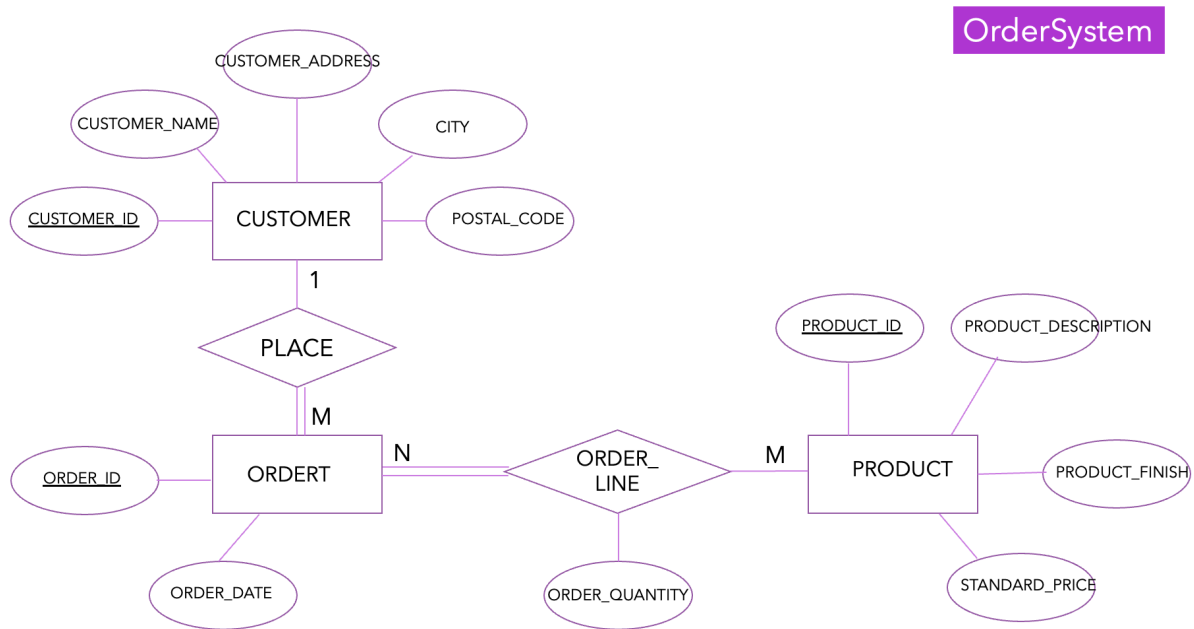 OrderSystem
CUSTOMER_ADDRESS
CUSTOMER_NAME
CITY
CUSTOMER_ID
CUSTOMER
POSTAL_CODE
1
PLACE
M
ORDERT
ORDER_ID
ORDER_DATE
N
ORDER_
LINE
M
ORDER_QUANTITY
PRODUCT_ID
PRODUCT_DESCRIPTION
PRODUCT
PRODUCT_FINISH
STANDARD_PRICE